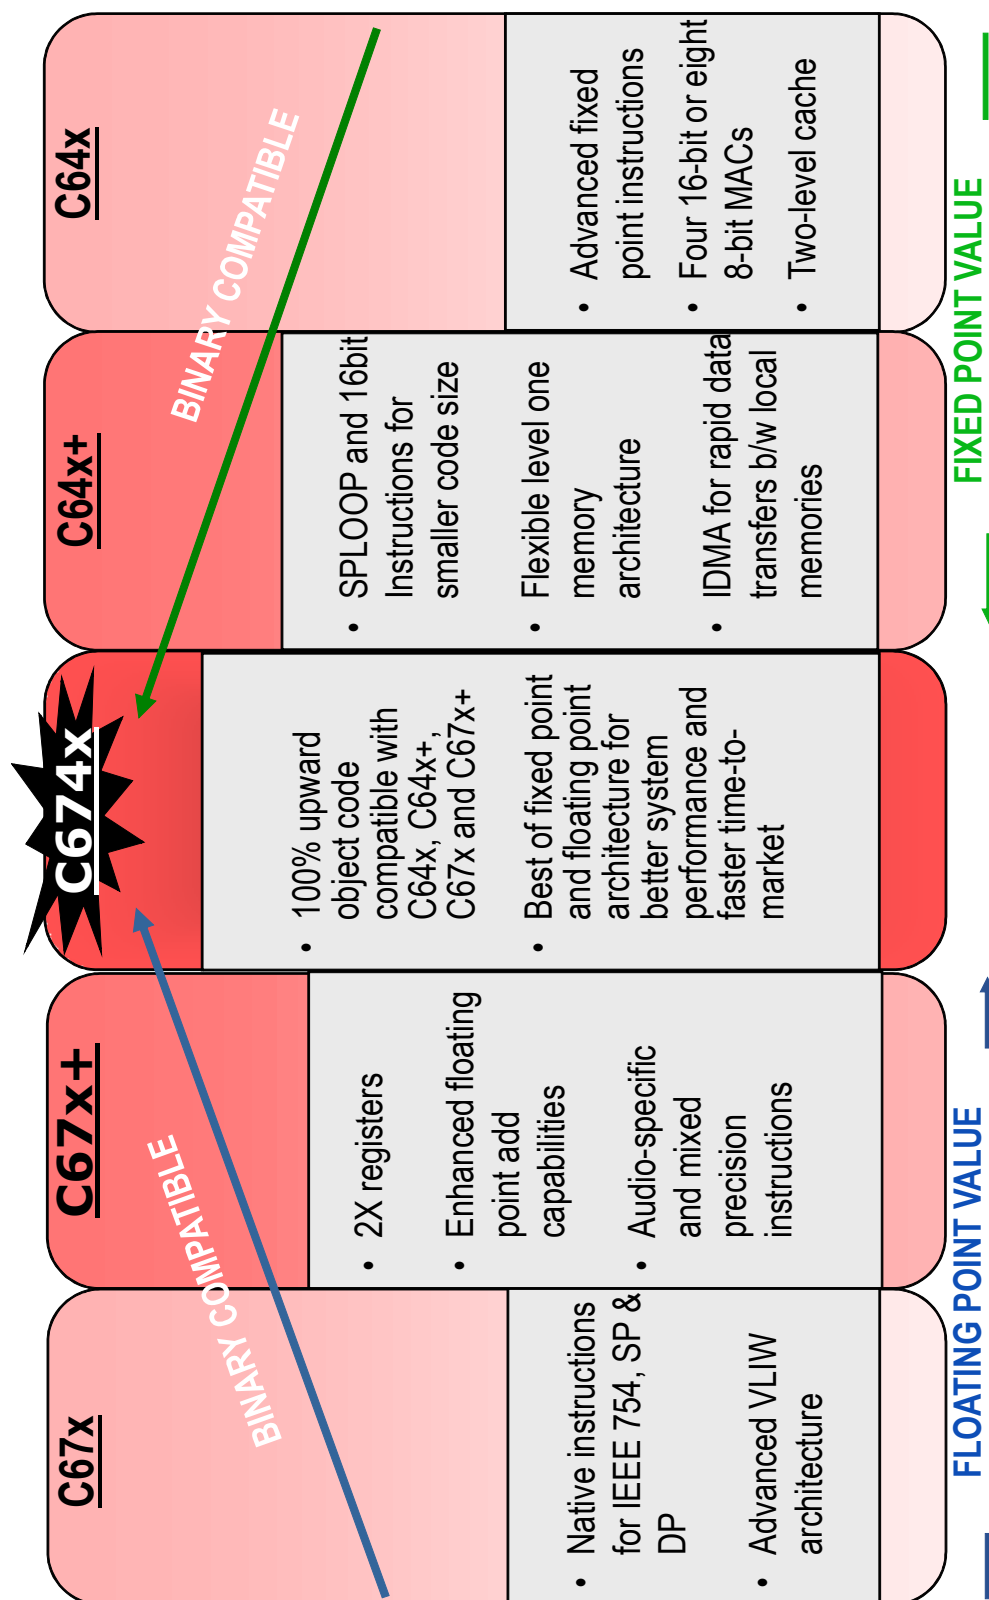 C67x
BINARY COMPATIBLE
• Native instructions
for IEEE 754, SP &
DP
• Advanced VLIW
architecture
C67x+
• 2X registers
• Enhanced floating
point add
capabilities
• Audio-specific
and mixed
precision
instructions
FLOATING POINT VALUE
C674x
• 100% upward
object code
compatible with
C64x, C64x+,
C67x and C67x+
• Best of fixed point
and floating point
architecture for
better system
performance and
faster time-to-
market
C64x+
• SPLOOP and 16bit
Instructions for
smaller code size
• Flexible level one
memory
architecture
• IDMA for rapid data
transfers b/w local
memories
BINARY COMPATIBLE
C64x
• Advanced fixed
point instructions
• Four 16-bit or eight
8-bit MACs
• Two-level cache
FIXED POINT VALUE